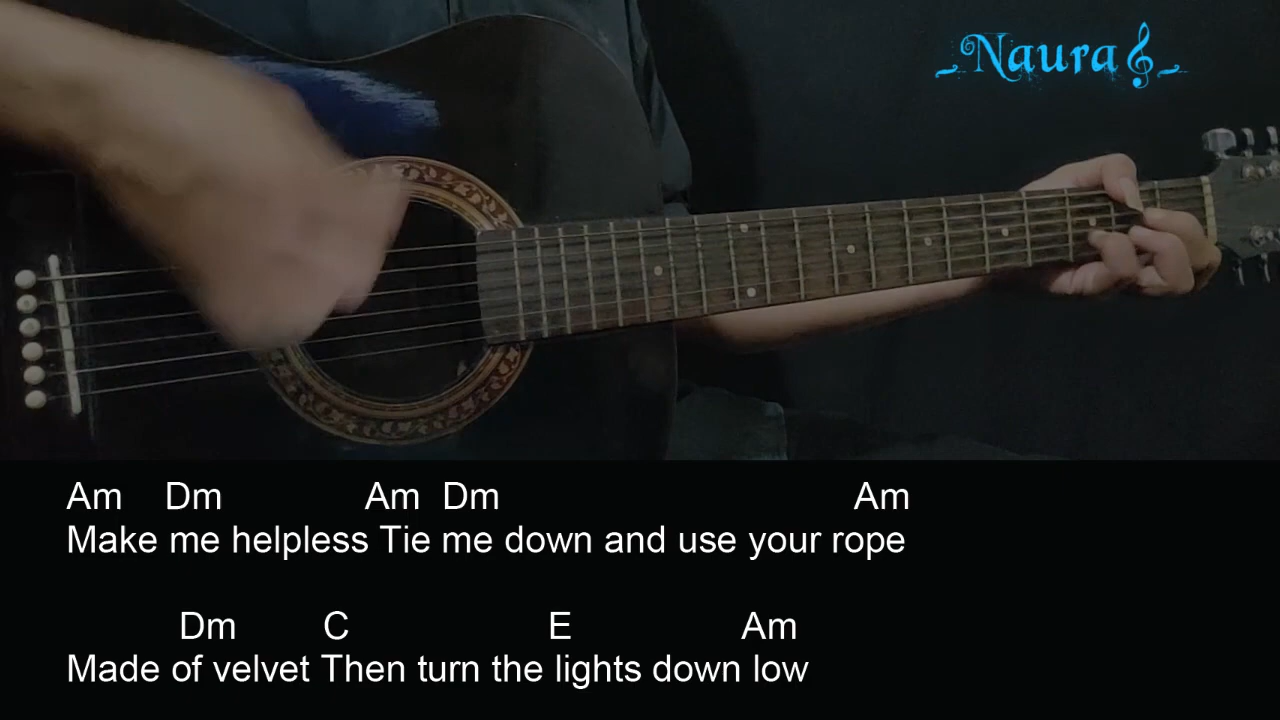 Naura
Am Dm Am Dm Am
Make me helpless Tie me down and use your rope
Dm C E Am
Made of velvet Then turn the lights down low